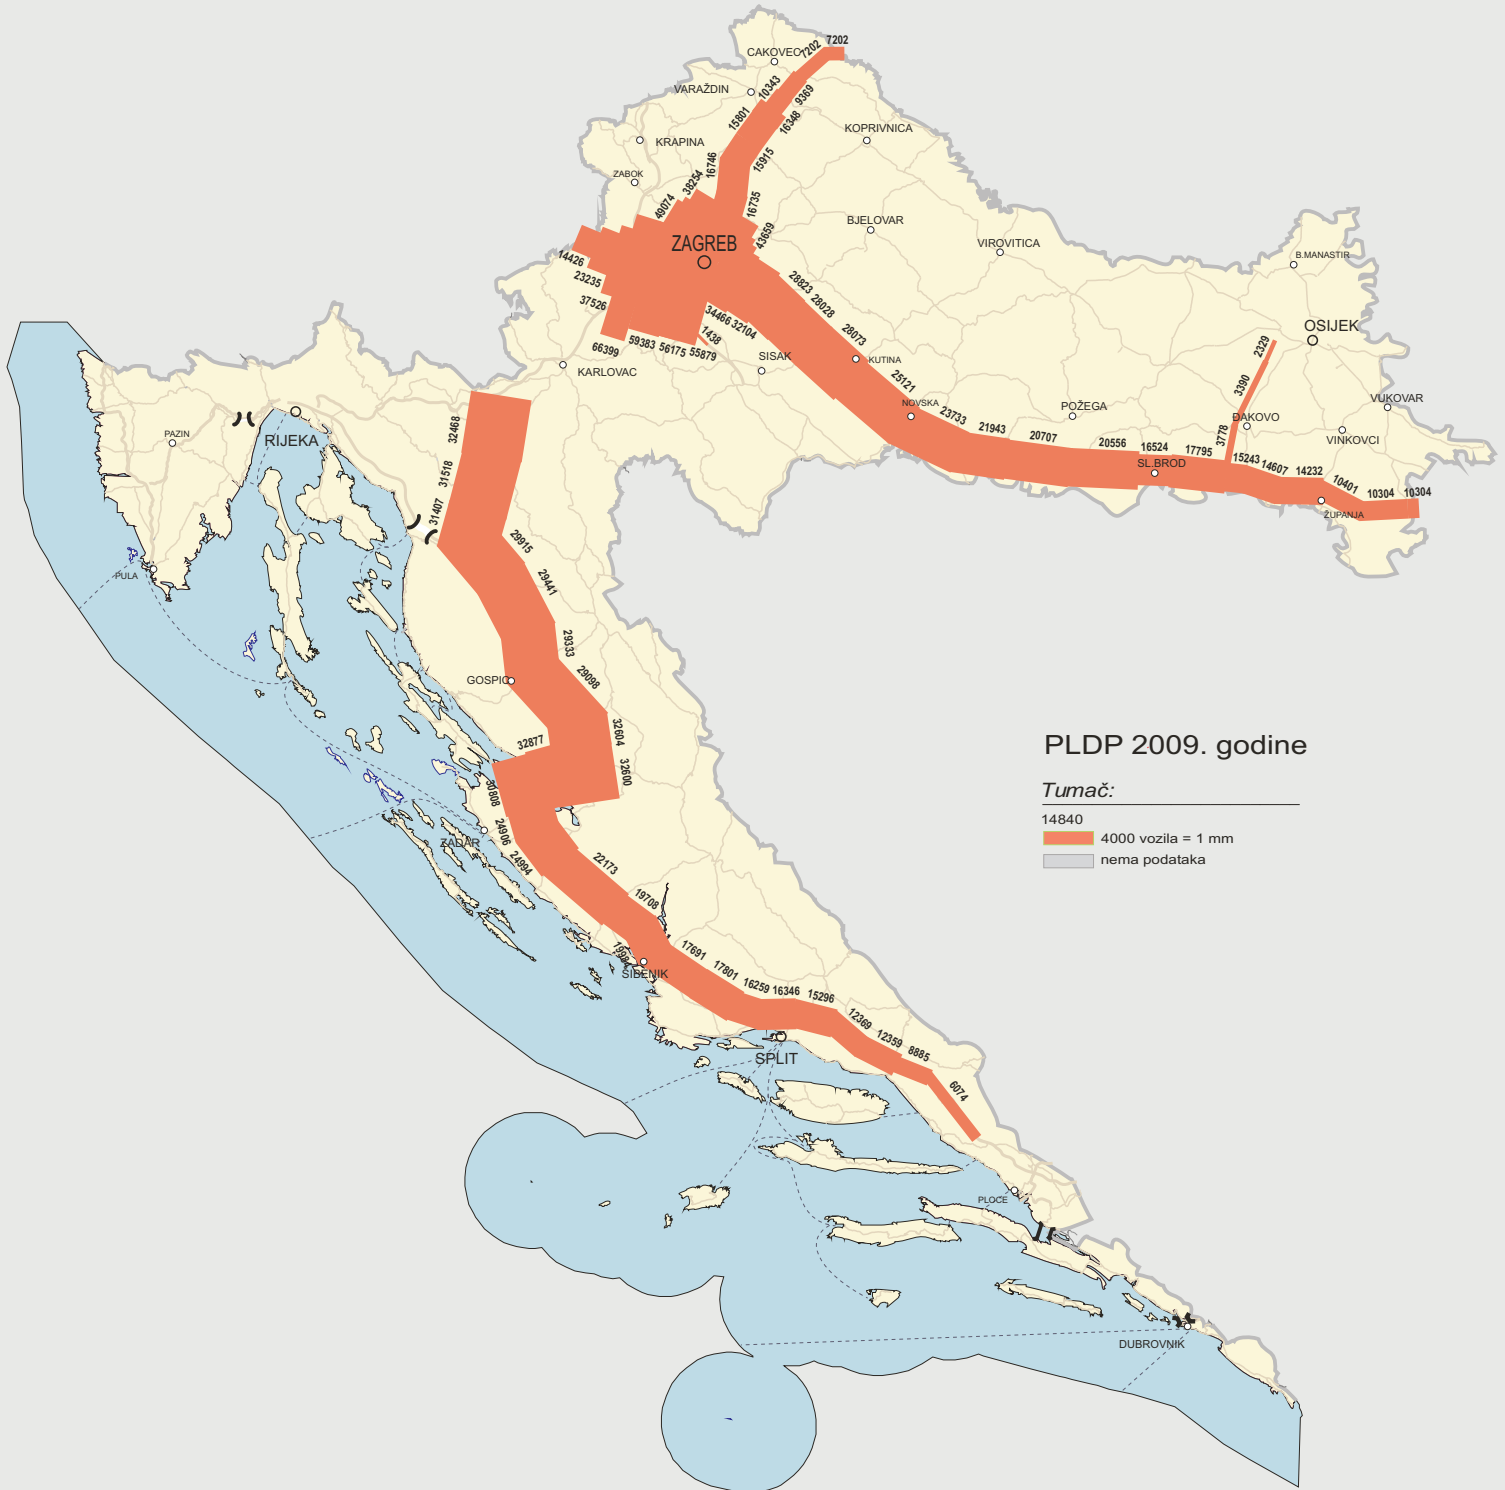 7202
7202
CAKOVEC
10343
9369
VARAŽDIN
15801
16348
KOPRIVNICA
KRAPINA
16746
15915
ZABOK
38254
49074
16735
43659
BJELOVAR
ZAGREB
VIROVITICA
B.MANASTIR
14426
23235
37526
28823
28028
28073
34466
32104
1438
66399
59383
56175
55879
SISAK
KUTINA
KARLOVAC
OSIJEK
2329
3390
3778
25121
NOVSKA
23733
21943
20707
POŽEGA
20556
16524
17795
SL.BROD
ĐAKOVO
VUKOVAR
VINKOVCI
15243
14607
14232
10401
10304
10304
ŽUPANJA
PAZIN
RIJEKA
32468
31518
31407
PULA
29915
29441
29333
29098
GOSPIC
32604
32600
32877
30808
24906
24994
ZADAR
22173
19708
19984
ŠIBENIK
17691
17801
16259
16346
15296
12369
12359
8885
6074
SPLIT
PLOCE
DUBROVNIK
PLDP 2009. godine
Tumač:
14840
4000 vozila = 1 mm
nema podataka